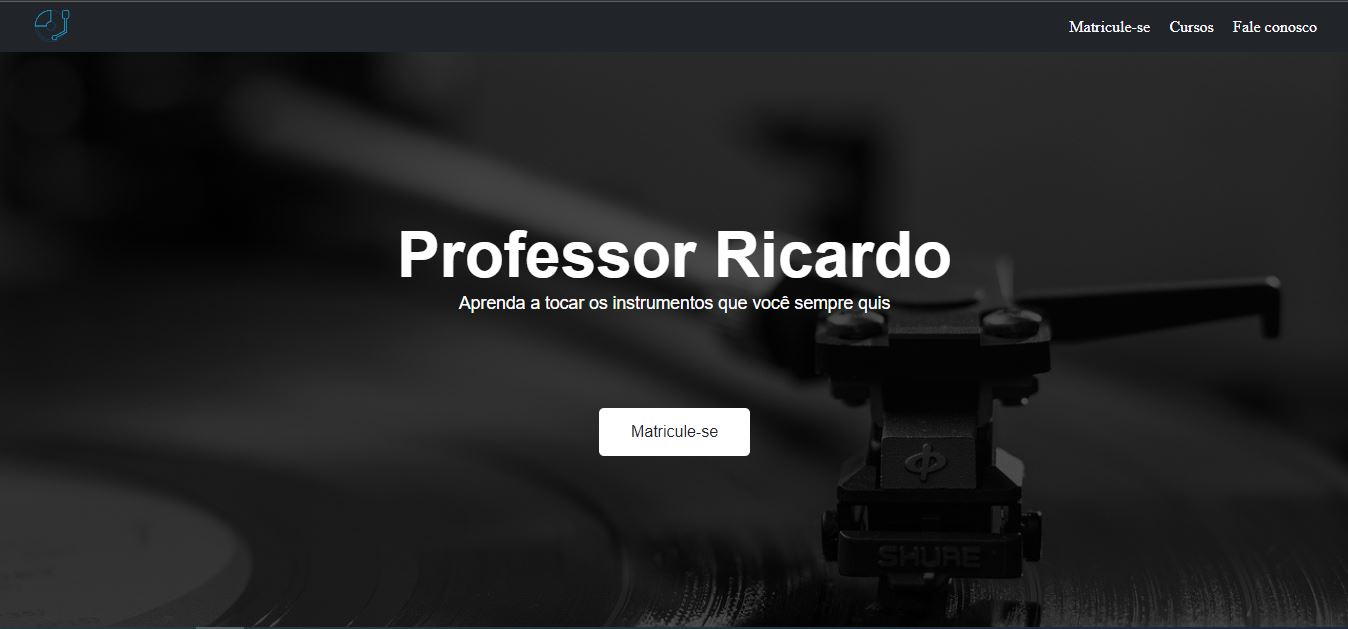 Matricule-se Cursos Fale conosco
Professor Ricardo
Aprenda a tocar os instrumentos que você sempre quis
Matricule-se
SHURE